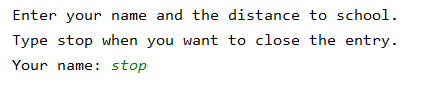 Enter your name and the distance to school.
Type stop when you want to close the entry.
Your name: stop